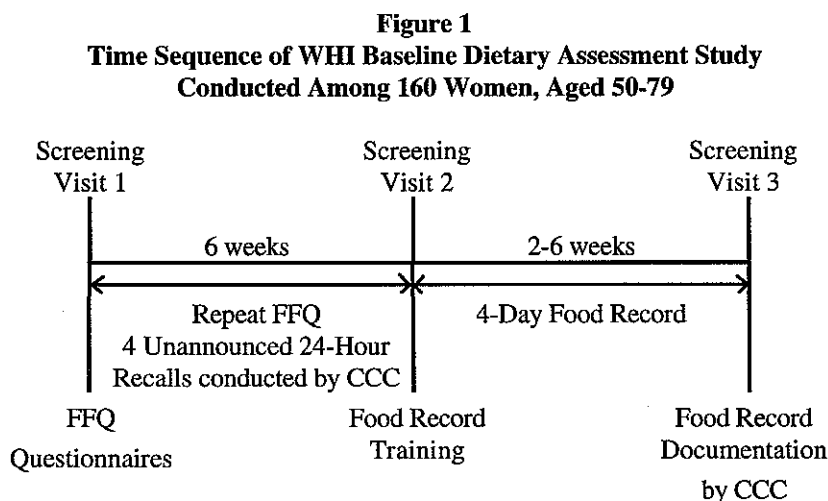 Figure 1
Time Sequence of WHI Baseline Dietary Assessment Study
Conducted Among 160 Women, Aged 50-79
Screening
Visit 1
Screening
Visit 2
Screening
Visit 3
6 weeks
2-6 weeks
Repeat FFQ
4 Unannounced 24-Hour
Recalls conducted by CCC
4-Day Food Record
FFQ
Questionnaires
Food Record
Training
Food Record
Documentation
by CCC